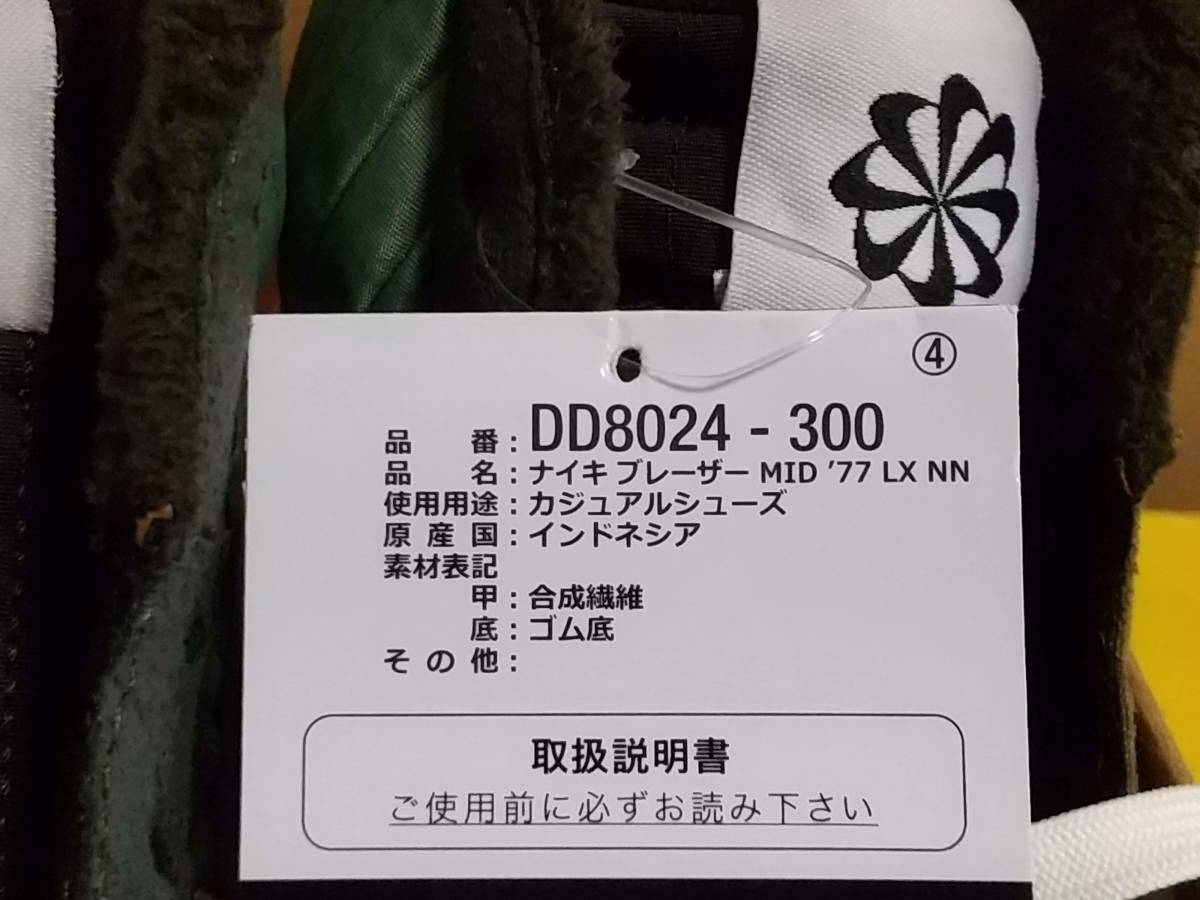 ④
品番：DD8024 - 300
品名：ナイキ ブレーザー MID ’77 LX NN
使用用途：カジュアルシューズ
原産国：インドネシア
素材表記
甲：合成繊維
底：ゴム底
その他：
取扱説明書
ご使用前に必ずお読み下さい